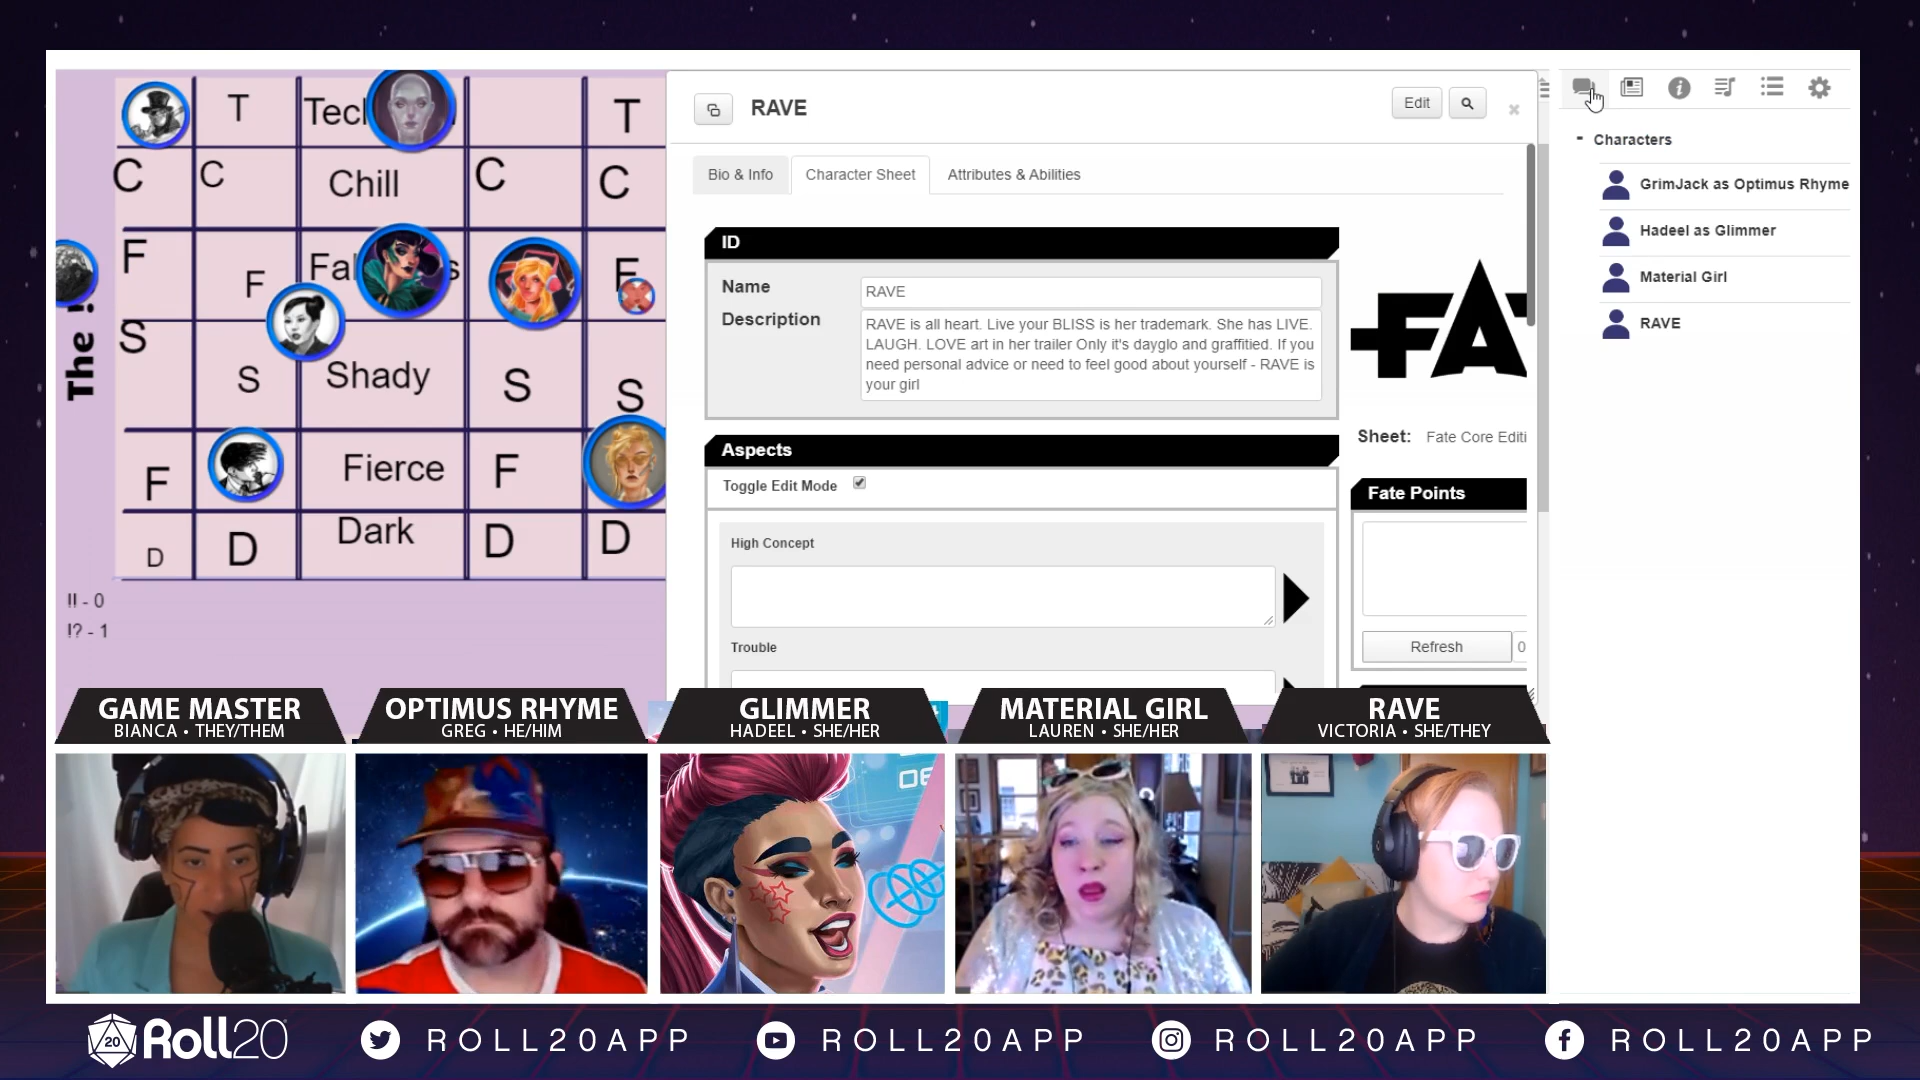 T
Tecl
T
C
C
Chill
C
C
F
F
Fal
s
F
F
The !
S
S
Shady
S
S
F
Fierce
F
D
D
Dark
D
D
!! - 0
!? - 1
RAVE
Edit
Bio & Info
Character Sheet
Attributes & Abilities
ID
Name
RAVE
Description
RAVE is all heart. Live your BLISS is her trademark. She has LIVE.
LAUGH. LOVE art in her trailer Only it's dayglo and graffitied. If you
need personal advice or need to feel good about yourself - RAVE is
your girl
FA
Sheet: Fate Core Editi
Aspects
Toggle Edit Mode
High Concept
Trouble
Fate Points
Refresh
0
- Characters
GrimJack as Optimus Rhyme
Hadeel as Glimmer
Material Girl
RAVE
GAME MASTER
BIANCA • THEY/THEM
OPTIMUS RHYME
GREG • HE/HIM
GLIMMER
HADEEL • SHE/HER
MATERIAL GIRL
LAUREN • SHE/HER
RAVE
VICTORIA • SHE/THEY
20
Roll20
ROLL20APP
ROLL20APP
ROLL20APP
ROLL20APP